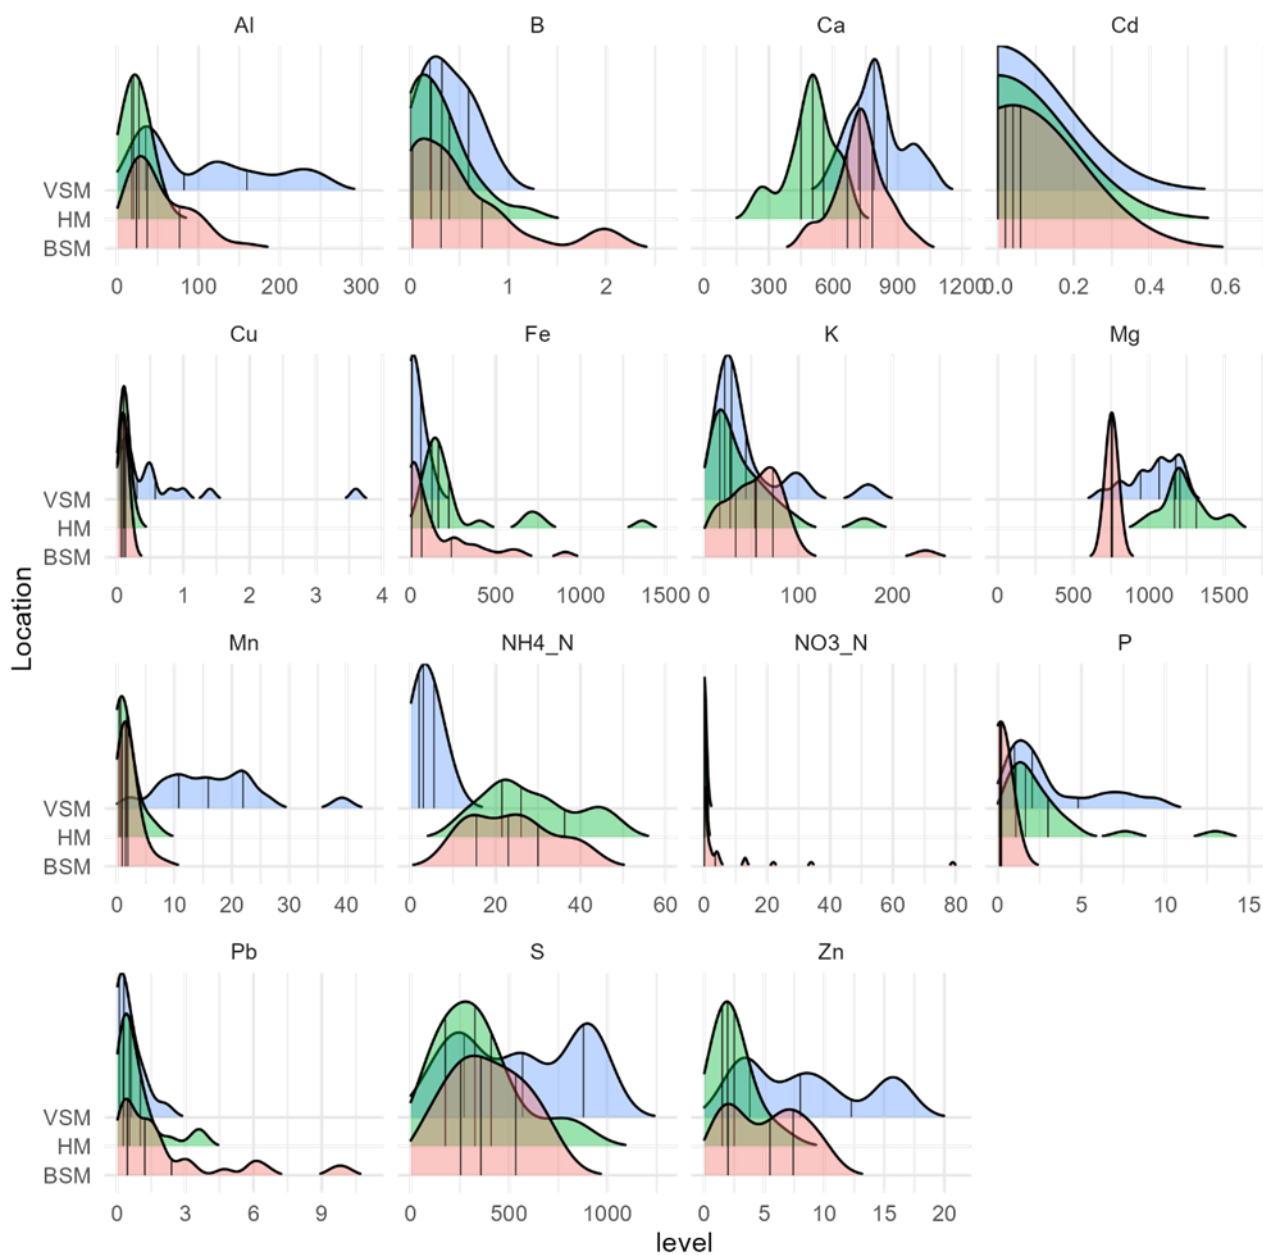 Al B Ca Cd
VSM
HM
BSM
0 100 200 300 0 1 2 0 300 600 900 1200 0.0 0.2 0.4 0.6
Cu Fe K Mg
VSM
HM
BSM
0 1 2 3 4 0 500 1000 1500 0 100 200 0 500 1000 1500
Mn NH4_N NO3_N P
VSM
HM
BSM
0 10 20 30 40 0 20 40 60 0 20 40 60 80 0 5 10 15
Pb S Zn
VSM
HM
BSM
0 3 6 9 0 500 1000 0 5 10 15 20
Location
level